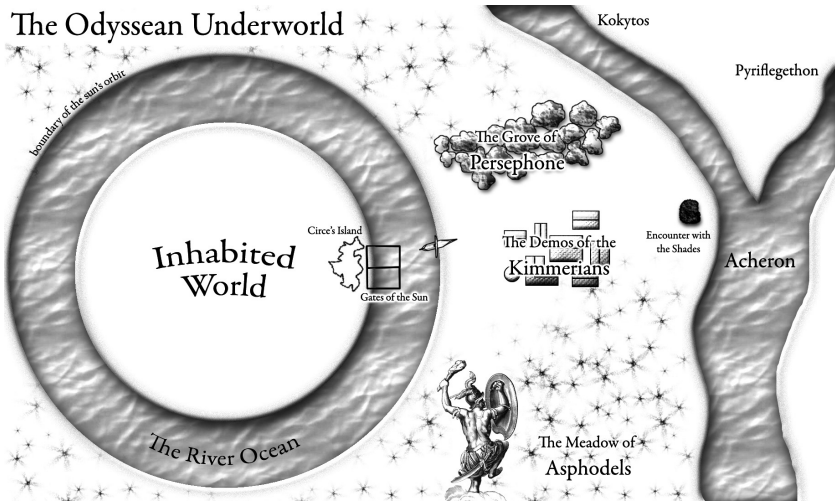 The Odyssean Underworld
Kokytos
Pyriflegethon
boundary of the sun's orbit
The Grove of
Persephone
Circe's Island
Inhabited
World
Gates of the Sun
The Demos of the
Kimmerians
Encounter with
the Shades
Acheron
The River Ocean
The Meadow of
Asphodels